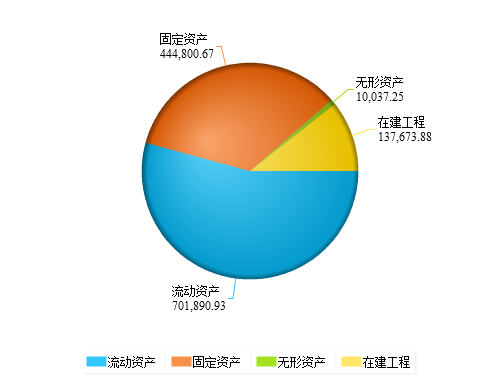 固定资产
444,800.67
无形资产
10,037.25
在建工程
137,673.88
流动资产
701,890.93
流动资产 固定资产 无形资产 在建工程